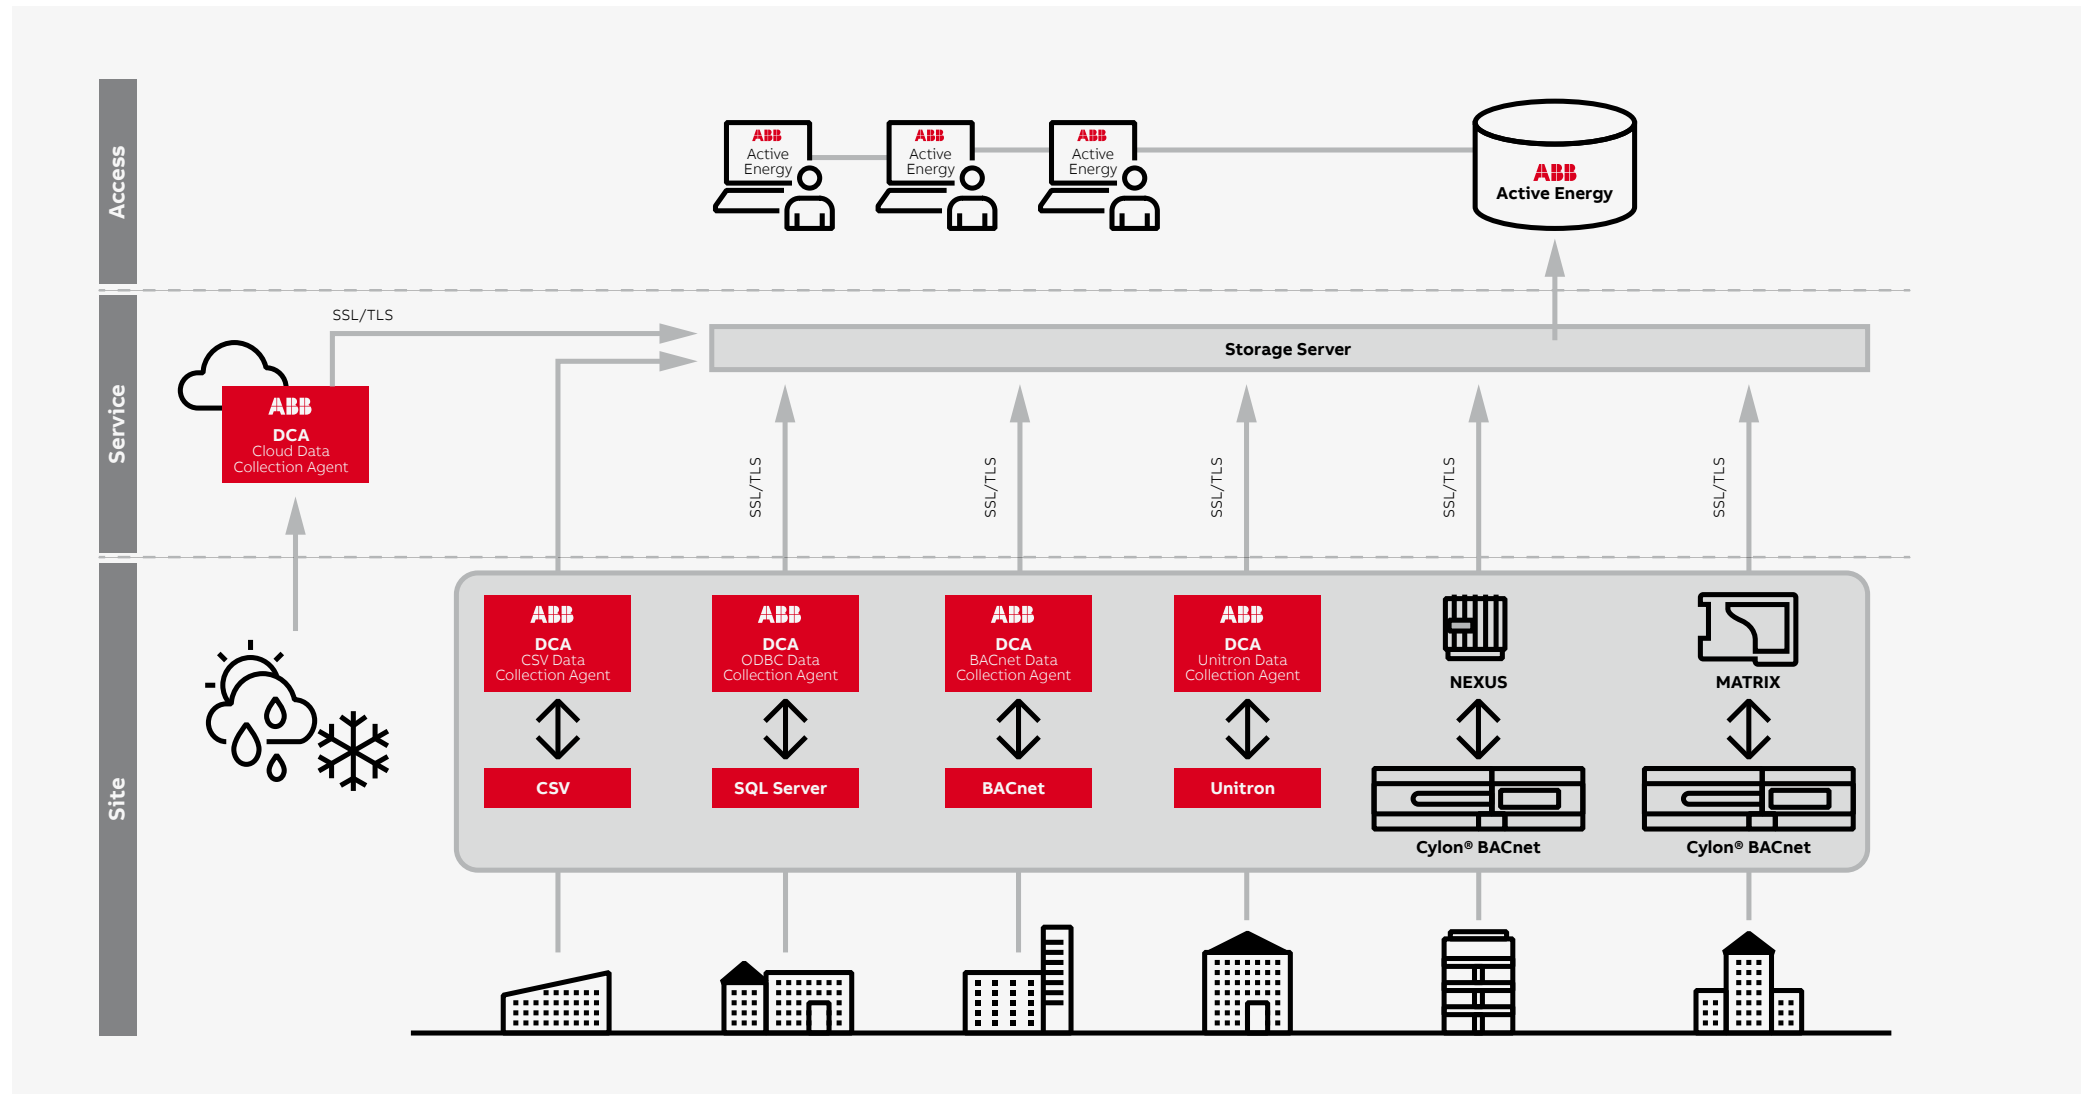 Access
ABB
Active
Energy
ABB
Active
Energy
ABB
Active
Energy
ABB
Active Energy
Service
SSL/TLS
Storage Server
ABB
DCA
Cloud Data
Collection Agent
SSL/TLS
SSL/TLS
SSL/TLS
SSL/TLS
SSL/TLS
Site
ABB
DCA
CSV Data
Collection Agent
ABB
DCA
ODBC Data
Collection Agent
ABB
DCA
BACnet Data
Collection Agent
ABB
DCA
Unitron Data
Collection Agent
NEXUS
MATRIX
CSV
SQL Server
BACnet
Unitron
Cylon® BACnet
Cylon® BACnet